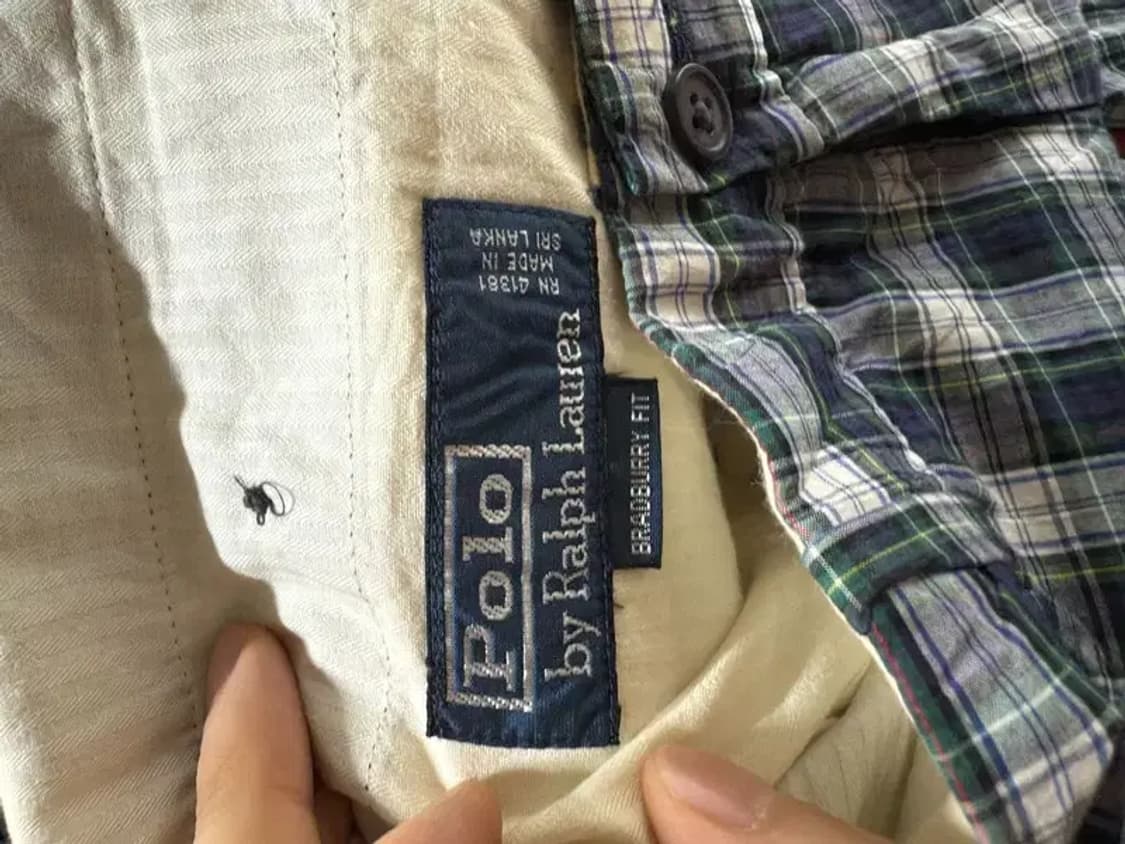 Polo
by Ralph Lauren
RN 41381
MADE IN
SRI LANKA
BRADBURRY FIT